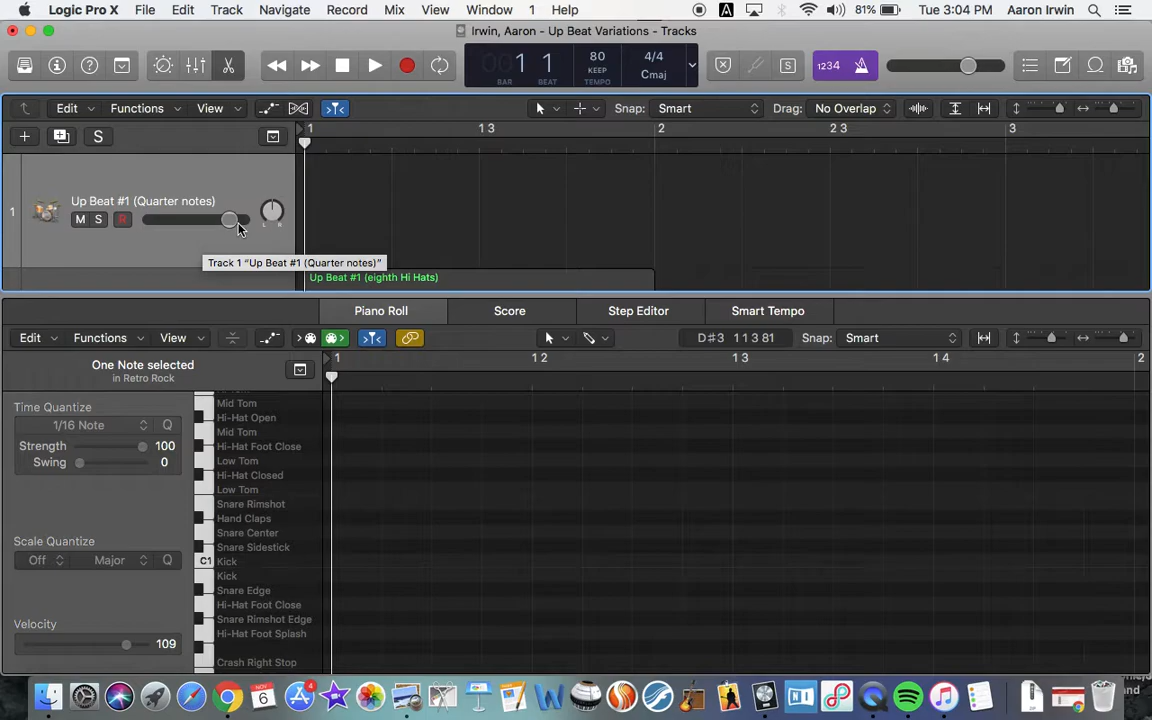 Logic Pro X File Edit Track Navigate Record Mix View Window 1 Help 81% Tue 3:04 PM Aaron Irwin
Irwin, Aaron - Up Beat Variations - Tracks
001 1 80 4/4 1234
BAR BEAT KEEP TEMPO Cmaj
S
Edit Functions View Snap: Smart Drag: No Overlap
S 1 1 3 2 2 3 3
1 Up Beat #1 (Quarter notes)
M S R L R
Track 1 "Up Beat #1 (Quarter notes)"
Up Beat #1 (eighth Hi Hats)
Piano Roll Score Step Editor Smart Tempo
Edit Functions View D#3 1 1 3 81 Snap: Smart
1 1 2 1 3 1 4 2
One Note selected
in Retro Rock
Time Quantize
1/16 Note Q
Strength 100
Swing 0
Scale Quantize
Off Major Q
Velocity
109
Mid Tom
Hi-Hat Open
Mid Tom
Hi-Hat Foot Close
Low Tom
Hi-Hat Closed
Low Tom
Snare Rimshot
Hand Claps
Snare Center
Snare Sidestick
C1 Kick
Kick
Snare Edge
Hi-Hat Foot Close
Snare Rimshot Edge
Hi-Hat Foot Splash
Crash Right Stop
NOV 6 4